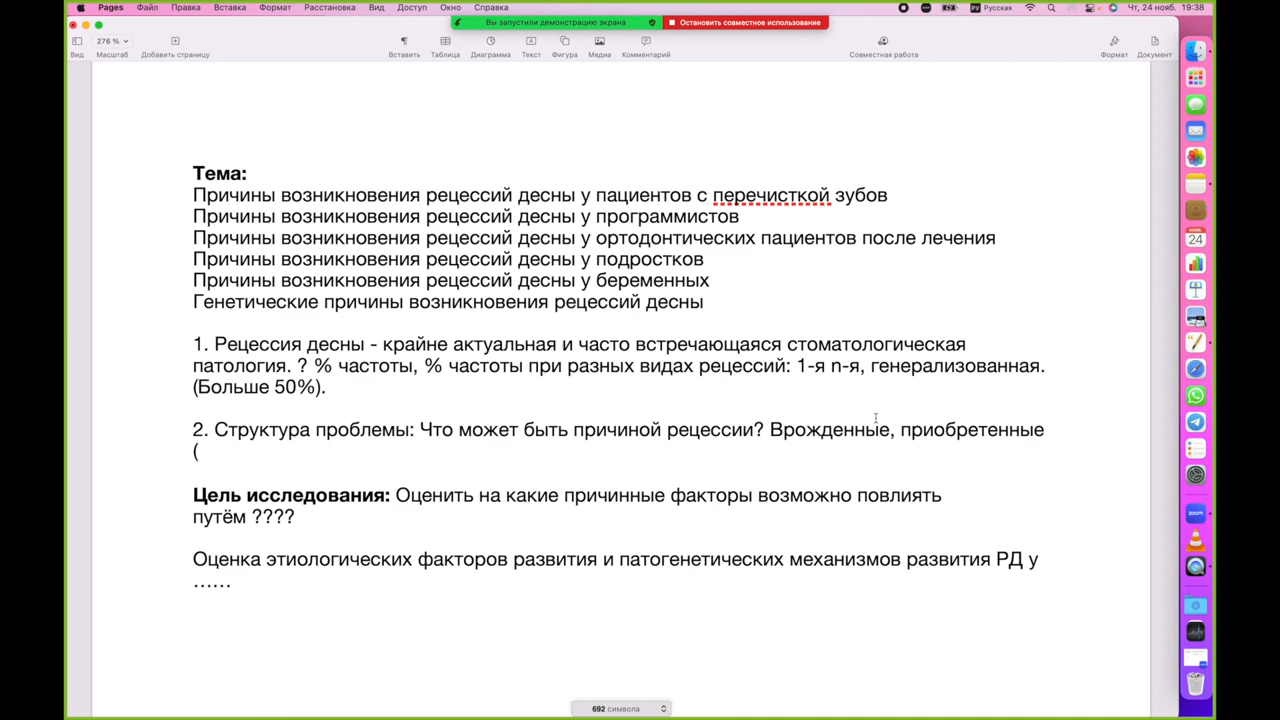 Pages Файл Правка Вставка Формат Расстановка Вид Доступ Окно Справка Русская Чт, 24 нояб. 19:38
Вы запустили демонстрацию экрана Остановить совместное использование
276 %
Вид Масштаб Добавить страницу Вставить Таблица Диаграмма Текст Фигура Медиа Комментарий Совместная работа Формат Документ
Тема:
Причины возникновения рецессий десны у пациентов с перечисткой зубов
Причины возникновения рецессий десны у программистов
Причины возникновения рецессий десны у ортодонтических пациентов после лечения
Причины возникновения рецессий десны у подростков
Причины возникновения рецессий десны у беременных
Генетические причины возникновения рецессий десны
1. Рецессия десны - крайне актуальная и часто встречающаяся стоматологическая
патология. ? % частоты, % частоты при разных видах рецессий: 1-я n-я, генерализованная.
(Больше 50%).
2. Структура проблемы: Что может быть причиной рецессии? Врожденные, приобретенные
(
Цель исследования: Оценить на какие причинные факторы возможно повлиять
путём ????
Оценка этиологических факторов развития и патогенетических механизмов развития РД у
……
692 символа
НОЯБ.
24
zoom